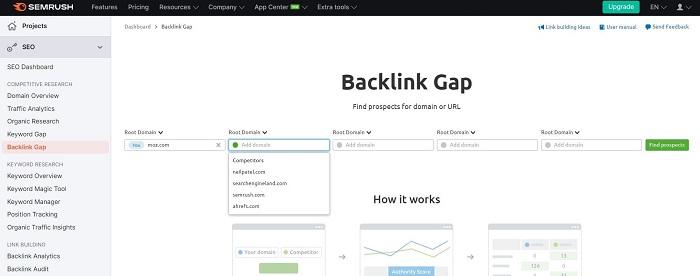 SEMRUSH Features Pricing Resources Company App Center Extra tools Upgrade EN
Projects
SEO
SEO Dashboard
COMPETITIVE RESEARCH
Domain Overview
Traffic Analytics
Organic Research
Keyword Gap
Backlink Gap
KEYWORD RESEARCH
Keyword Overview
Keyword Magic Tool
Keyword Manager
Position Tracking
Organic Traffic Insights
LINK BUILDING
Backlink Analytics
Backlink Audit
Dashboard Backlink Gap
Link building ideas User manual Send Feedback
Backlink Gap
Find prospects for domain or URL
Root Domain Root Domain Root Domain Root Domain Root Domain
You moz.com Add domain Add domain Add domain Add domain Find prospects
Competitors
neilpatel.com
searchengineland.com
semrush.com
ahrefs.com
How it works
Your domain Competitor
Authority Score
0 13
124 0
0 41